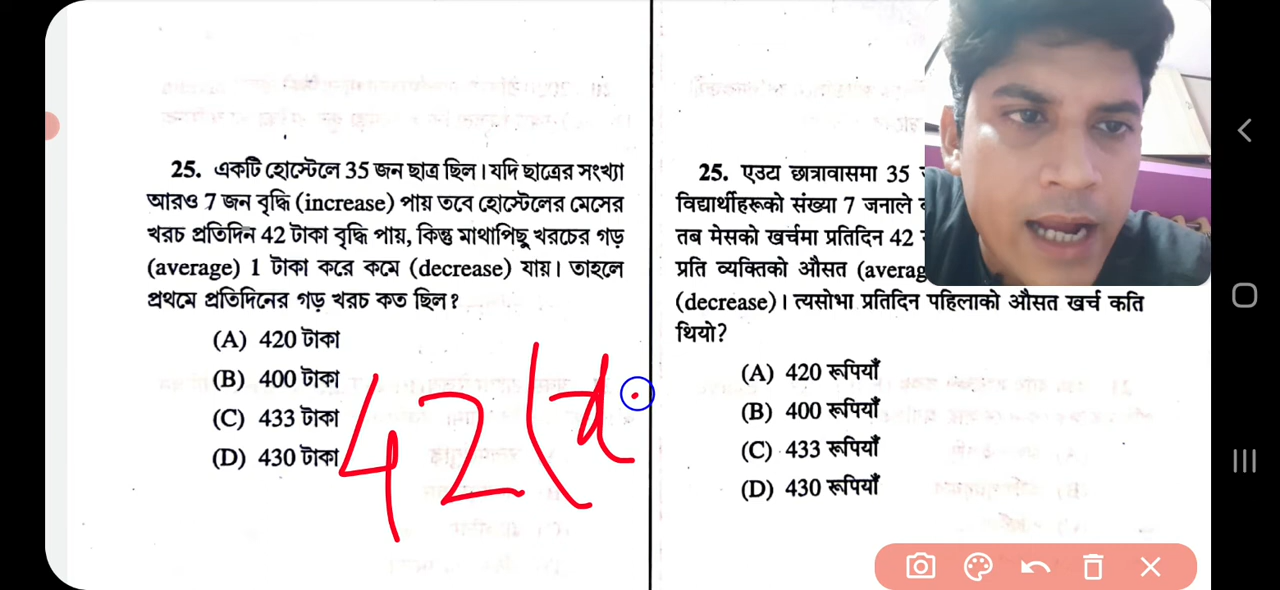 25. একটি হোস্টেলে 35 জন ছাত্র ছিল। যদি ছাত্রের সংখ্যা
আরও 7 জন বৃদ্ধি (increase) পায় তবে হোস্টেলের মেসের
খরচ প্রতিদিন 42 টাকা বৃদ্ধি পায়, কিন্তু মাথাপিছু খরচের গড়
(average) 1 টাকা করে কমে (decrease) যায়। তাহলে
প্রথমে প্রতিদিনের গড় খরচ কত ছিল?
(A) 420 টাকা
(B) 400 টাকা
(C) 433 টাকা
(D) 430 টাকা
42(d
25. एउटा छात्रावासमा 35
विद्यार्थीहरूको संख्या 7 जनाले
तब मेसको खर्चमा प्रतिदिन 42
प्रति व्यक्तिको औसत (averag
(decrease)। त्यसोभा प्रतिदिन पहिलाको औसत खर्च कति
थियो?
(A) 420 रूपियाँ
(B) 400 रूपियाँ
(C) 433 रूपियाँ
(D) 430 रूपियाँ